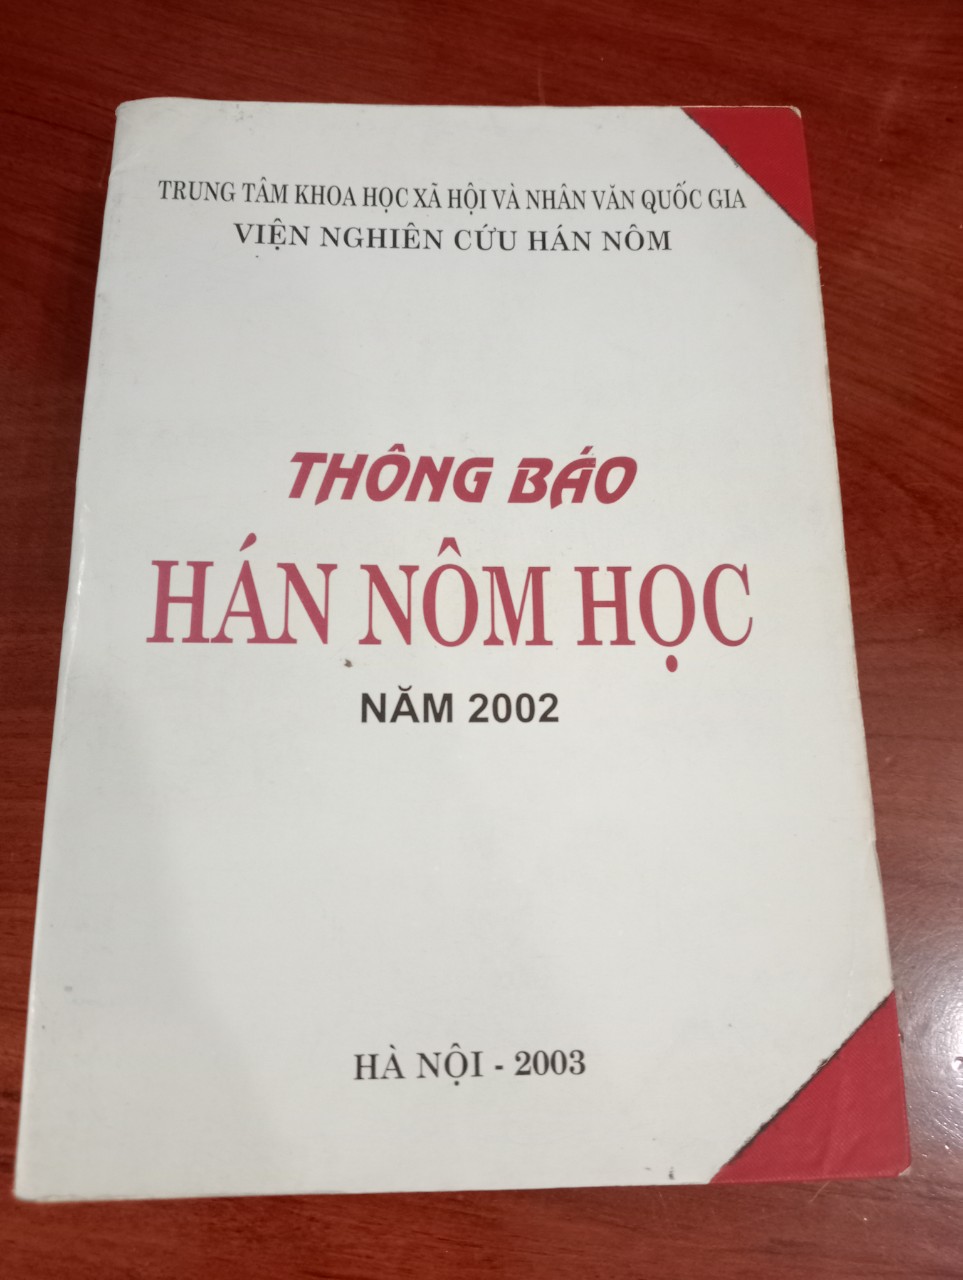 TRUNG TÂM KHOA HỌC XÃ HỘI VÀ NHÂN VĂN QUỐC GIA
VIỆN NGHIÊN CỨU HÁN NÔM
THÔNG BÁO
HÁN NÔM HỌC
NĂM 2002
HÀ NỘI - 2003